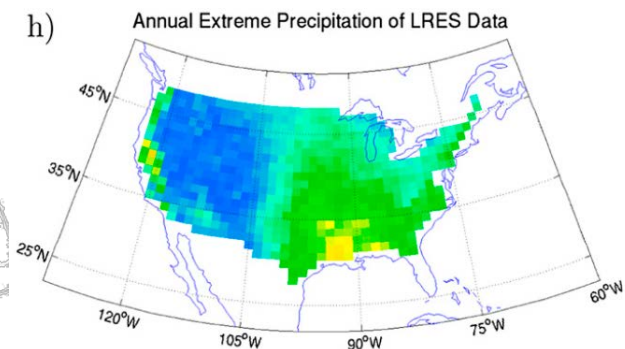 h)
Annual Extreme Precipitation of LRES Data
45°N
35°N
25°N
120°W
105°W
90°W
75°W
60°W